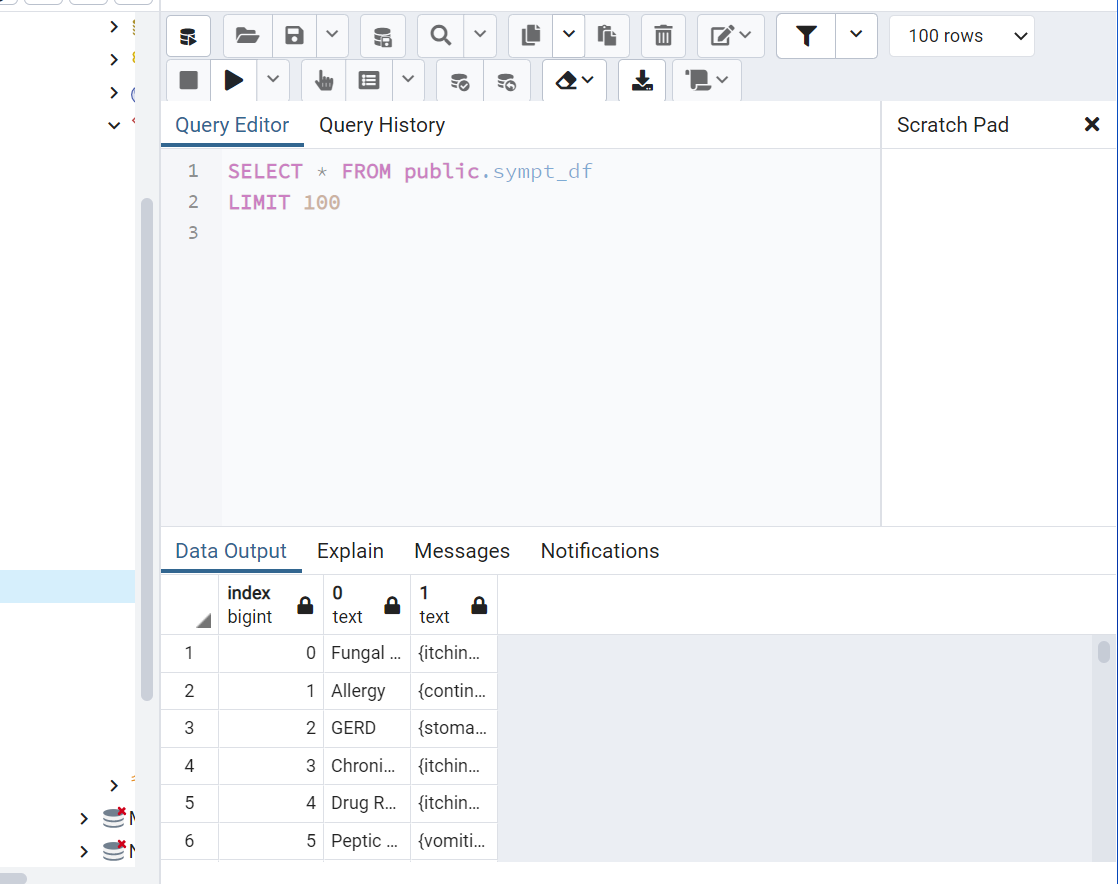 100 rows
Query Editor Query History
Scratch Pad
1 SELECT * FROM public.sympt_df
2 LIMIT 100
3
Data Output Explain Messages Notifications
index 0 1
bigint text text
1 0 Fungal ... {itchin...
2 1 Allergy {contin...
3 2 GERD {stoma...
4 3 Chroni... {itchin...
5 4 Drug R... {itchin...
6 5 Peptic ... {vomiti...